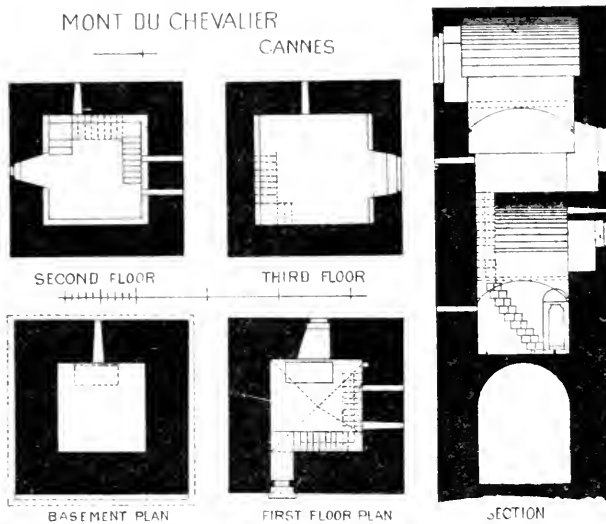 MONT DU CHEVALIER
CANNES
SECOND FLOOR
THIRD FLOOR
BASEMENT PLAN
FIRST FLOOR PLAN
SECTION